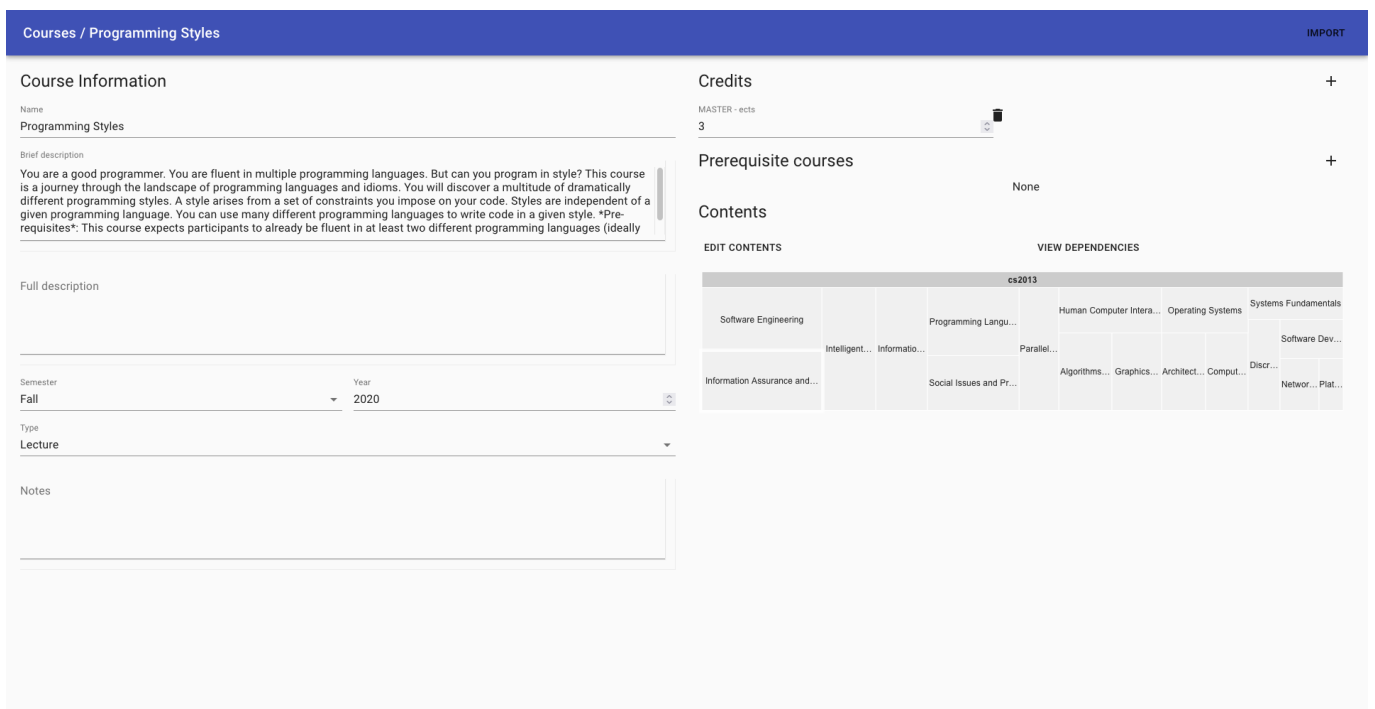 Courses / Programming Styles
IMPORT
Course Information
Name
Programming Styles
Brief description
You are a good programmer. You are fluent in multiple programming languages. But can you program in style? This course
is a journey through the landscape of programming languages and idioms. You will discover a multitude of dramatically
different programming styles. A style arises from a set of constraints you impose on your code. Styles are independent of a
given programming language. You can use many different programming languages to write code in a given style. *Pre-
requisites*: This course expects participants to already be fluent in at least two different programming languages (ideally
Full description
Semester
Fall
Year
2020
Type
Lecture
Notes
Credits
MASTER - ects
3
Prerequisite courses
None
Contents
EDIT CONTENTS
VIEW DEPENDENCIES
cs2013
Software Engineering
Information Assurance and...
Intelligent...
Informatio...
Programming Langu...
Social Issues and Pr...
Parallel...
Human Computer Intera...
Algorithms...
Graphics...
Operating Systems
Architect...
Comput...
Systems Fundamentals
Discr...
Software Dev...
Networ...
Plat...